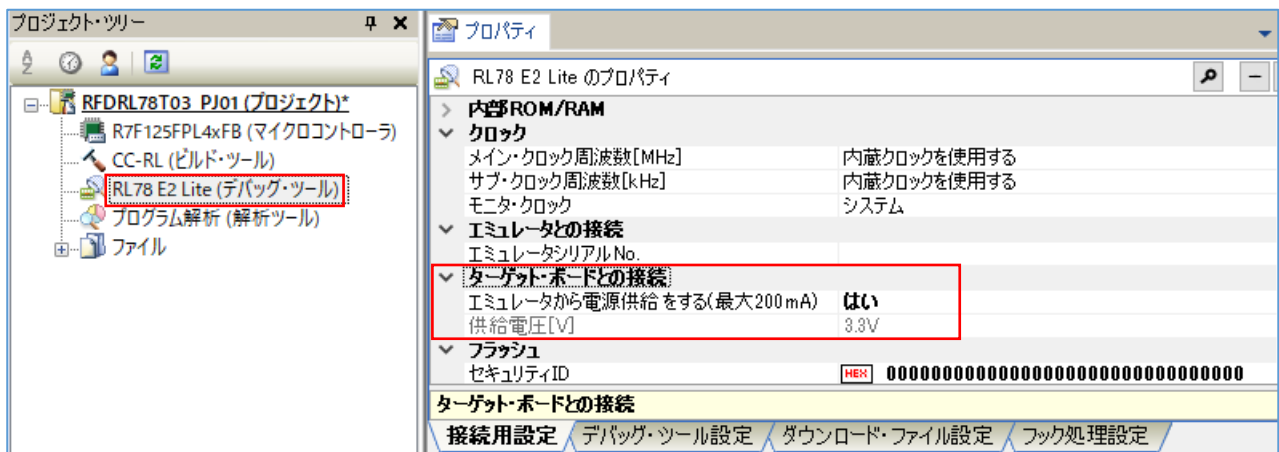 プロジェクト・ツリー
RFDRL78T03_PJ01 (プロジェクト)*
R7F125FPL4xFB (マイクロコントローラ)
CC-RL (ビルド・ツール)
RL78 E2 Lite (デバッグ・ツール)
プログラム解析 (解析ツール)
ファイル
プロパティ
RL78 E2 Lite のプロパティ
内部ROM/RAM
クロック
メイン・クロック周波数[MHz] 内蔵クロックを使用する
サブ・クロック周波数[kHz] 内蔵クロックを使用する
モニタ・クロック システム
エミュレータとの接続
エミュレータシリアルNo.
ターゲット・ボードとの接続
エミュレータから電源供給をする(最大200mA) はい
供給電圧[V] 3.3V
フラッシュ
セキュリティID HEX 00000000000000000000000000000000
ターゲット・ボードとの接続
接続用設定 デバッグ・ツール設定 ダウンロード・ファイル設定 フック処理設定